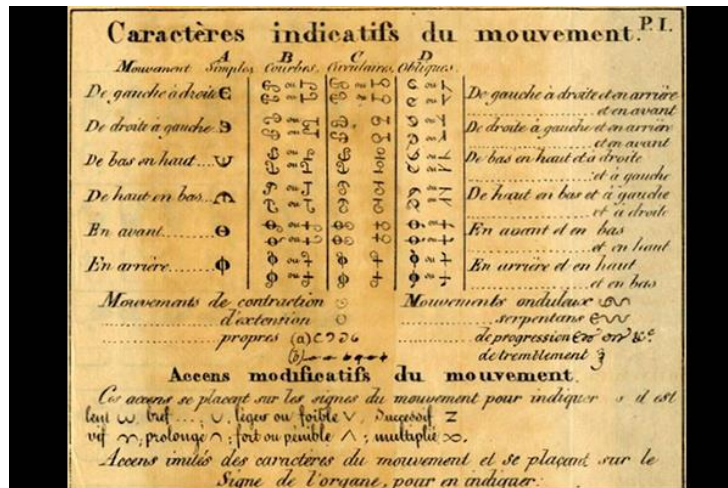 Caractères indicatifs du mouvement. P. I.
A B C D
Mouvement Simples. Courbes. Circulaires. Obliques.
De gauche à droite De gauche à droite et en arrière
et en avant
De droite à gauche De droite à gauche et en arrière
et en avant
De bas en haut De bas en haut et à droite
et à gauche
De haut en bas De haut en bas et à gauche
et à droite
En avant En avant et en bas
et en haut
En arrière En arrière et en haut
et en bas
Mouvements de contraction Mouvements onduleux
d'extension serpentans
propres (a) de progression &c
(b) de tremblement
Accens modificatifs du mouvement
Ces accens se placent sur les signes du mouvement pour indiquer s'il est
lent , bref , léger ou foible , Successif
vif ; prolongé ; fort ou pénible ; multiplié .
Accens imités des caractères du mouvement et se plaçant sur le
Signe de l'organe, pour en indiquer: